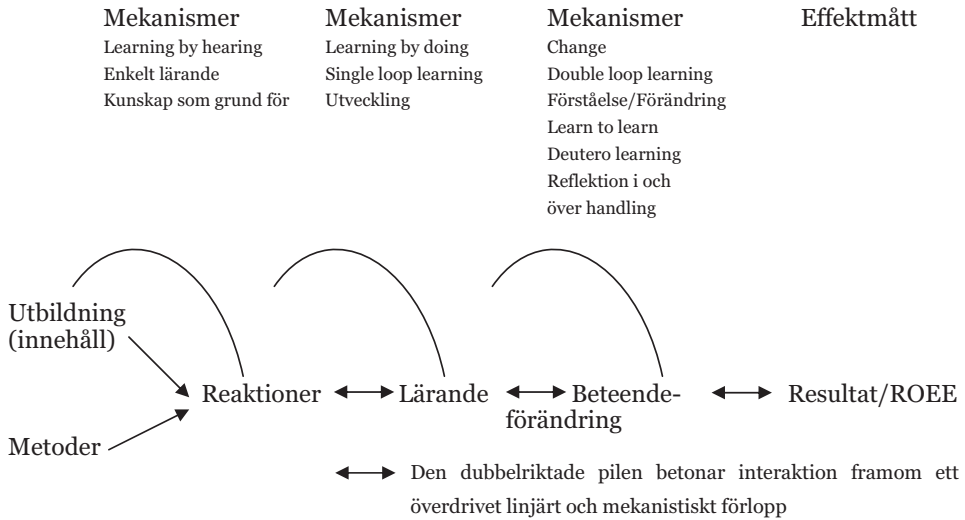 Mekanismer
Learning by hearing
Enkelt lärande
Kunskap som grund för
Mekanismer
Learning by doing
Single loop learning
Utveckling
Mekanismer
Change
Double loop learning
Förståelse/Förändring
Learn to learn
Deutero learning
Reflektion i och
över handling
Effektmått
Utbildning
(innehåll)
Metoder
Reaktioner
Lärande
Beteende-
förändring
Resultat/ROEE
Den dubbelriktade pilen betonar interaktion framom ett
överdrivet linjärt och mekanistiskt förlopp